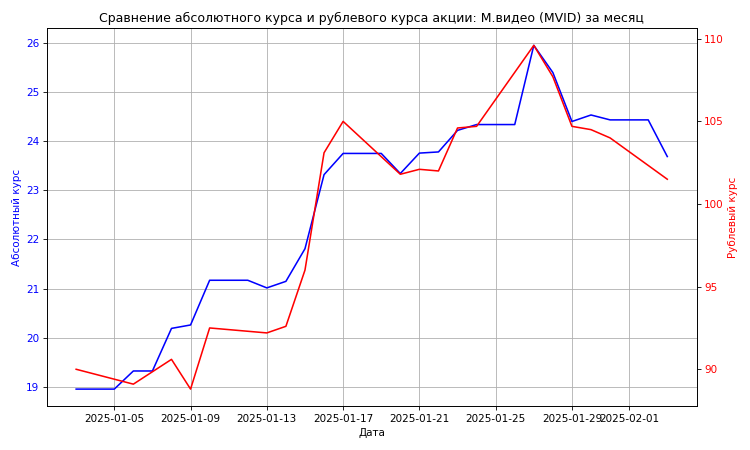 Сравнение абсолютного курса и рублевого курса акции: М.видео (MVID) за месяц
26
25
24
23
22
21
20
19
Абсолютный курс
110
105
100
95
90
Рублевый курс
2025-01-05 2025-01-09 2025-01-13 2025-01-17 2025-01-21 2025-01-25 2025-01-29 2025-02-01
Дата